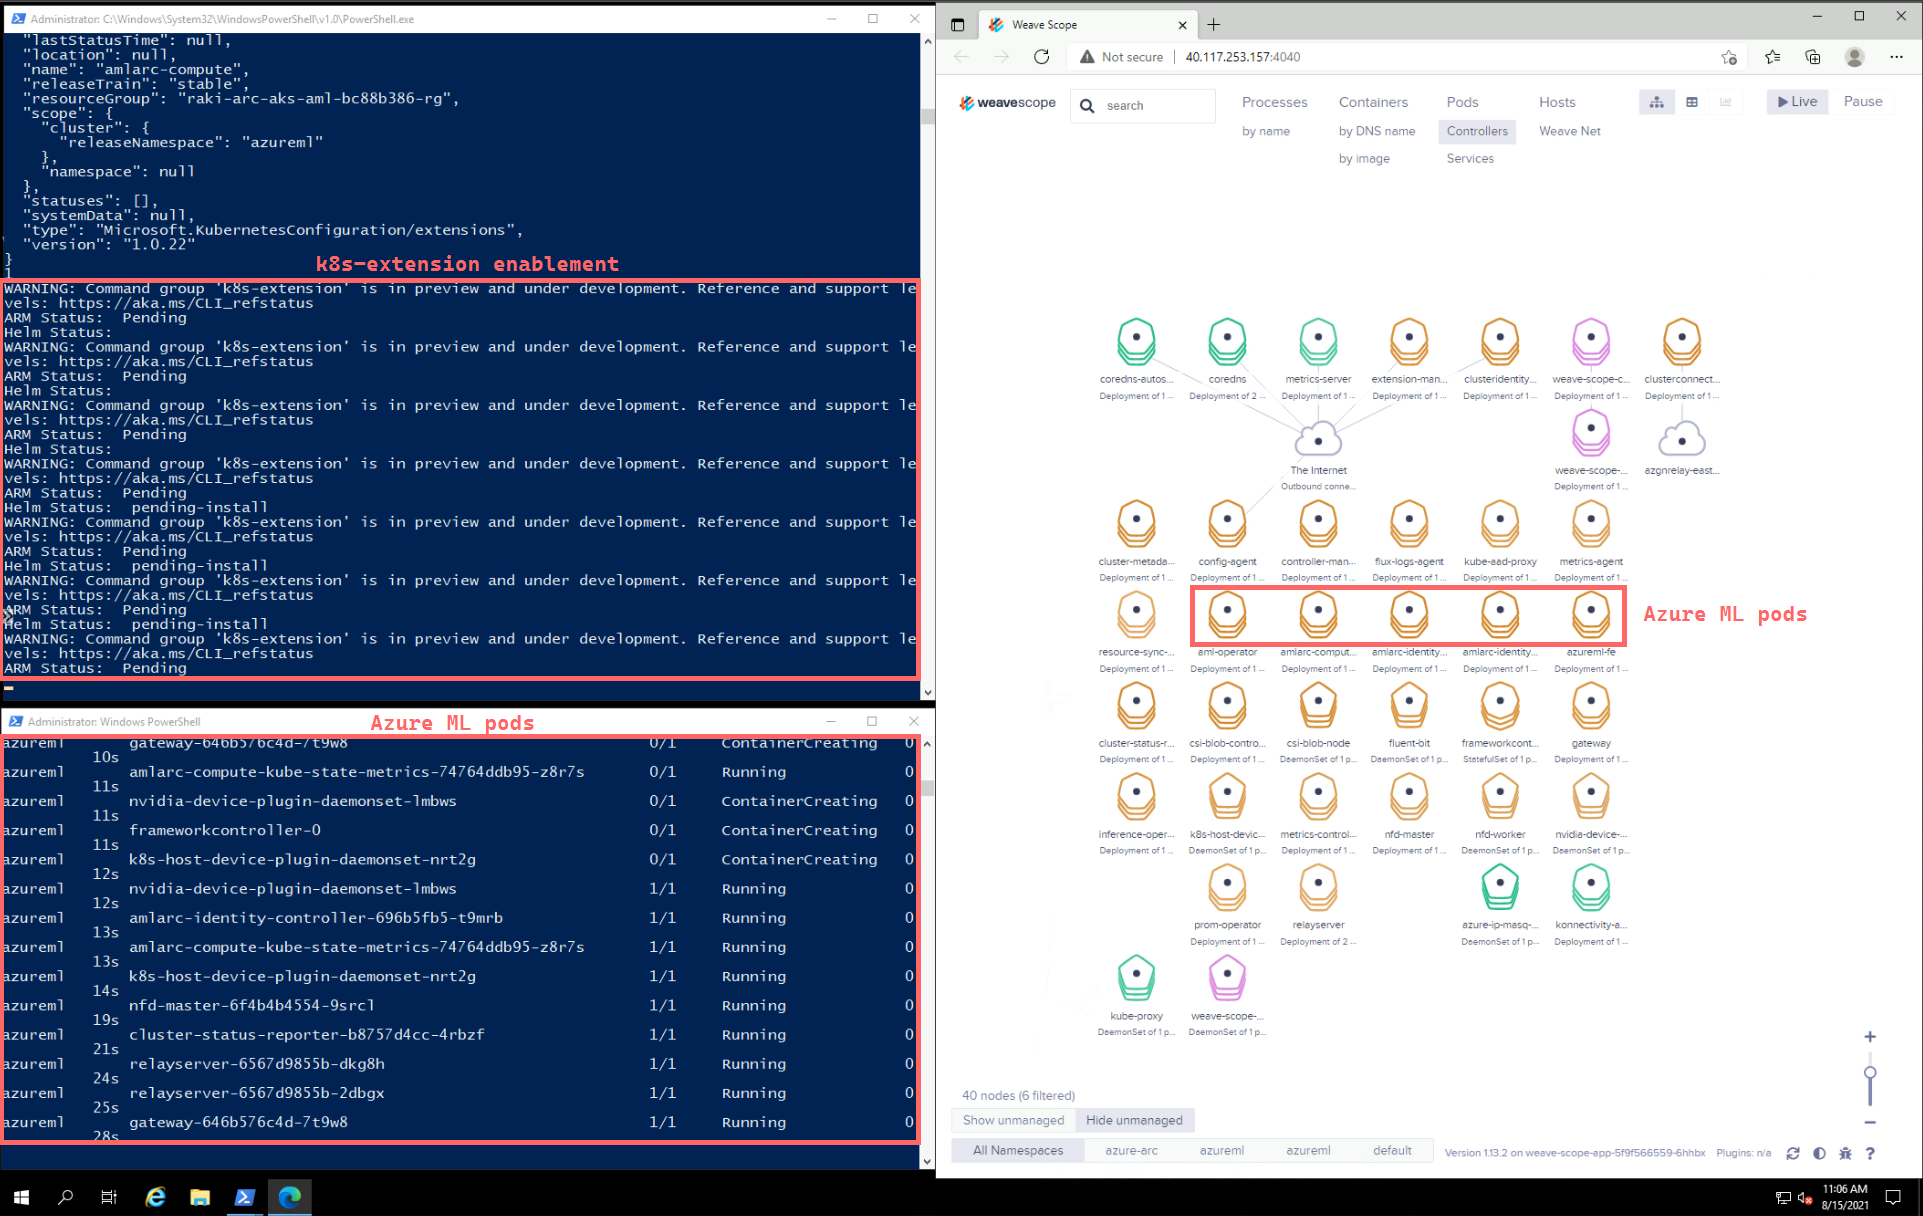 Administrator: C:\Windows\System32\WindowsPowerShell\v1.0\PowerShell.exe
"lastStatusTime": null,
"location": null,
"name": "amlarc-compute",
"releaseTrain": "stable",
"resourceGroup": "raki-arc-aks-aml-bc88b386-rg",
"scope": {
"cluster": {
"releaseNamespace": "azureml"
},
"namespace": null
},
"statuses": [],
"systemData": null,
"type": "Microsoft.KubernetesConfiguration/extensions",
"version": "1.0.22"
}
1
k8s-extension enablement
WARNING: Command group 'k8s-extension' is in preview and under development. Reference and support le
vels: https://aka.ms/CLI_refstatus
ARM Status:  Pending
Helm Status:
WARNING: Command group 'k8s-extension' is in preview and under development. Reference and support le
vels: https://aka.ms/CLI_refstatus
ARM Status:  Pending
Helm Status:
WARNING: Command group 'k8s-extension' is in preview and under development. Reference and support le
vels: https://aka.ms/CLI_refstatus
ARM Status:  Pending
Helm Status:
WARNING: Command group 'k8s-extension' is in preview and under development. Reference and support le
vels: https://aka.ms/CLI_refstatus
ARM Status:  Pending
Helm Status:  pending-install
WARNING: Command group 'k8s-extension' is in preview and under development. Reference and support le
vels: https://aka.ms/CLI_refstatus
ARM Status:  Pending
Helm Status:  pending-install
WARNING: Command group 'k8s-extension' is in preview and under development. Reference and support le
vels: https://aka.ms/CLI_refstatus
ARM Status:  Pending
Helm Status:  pending-install
WARNING: Command group 'k8s-extension' is in preview and under development. Reference and support le
vels: https://aka.ms/CLI_refstatus
ARM Status:  Pending
Administrator: Windows PowerShell
Azure ML pods
azureml gateway-646b576c4d-7t9w8 0/1 ContainerCreating 0
10s
azureml amlarc-compute-kube-state-metrics-74764ddb95-z8r7s 0/1 Running 0
11s
azureml nvidia-device-plugin-daemonset-lmbws 0/1 ContainerCreating 0
11s
azureml frameworkcontroller-0 0/1 ContainerCreating 0
11s
azureml k8s-host-device-plugin-daemonset-nrt2g 0/1 ContainerCreating 0
12s
azureml nvidia-device-plugin-daemonset-lmbws 1/1 Running 0
12s
azureml amlarc-identity-controller-696b5fb5-t9mrb 1/1 Running 0
13s
azureml amlarc-compute-kube-state-metrics-74764ddb95-z8r7s 1/1 Running 0
13s
azureml k8s-host-device-plugin-daemonset-nrt2g 1/1 Running 0
14s
azureml nfd-master-6f4b4b4554-9srcl 1/1 Running 0
19s
azureml cluster-status-reporter-b8757d4cc-4rbzf 1/1 Running 0
21s
azureml relayserver-6567d9855b-dkg8h 1/1 Running 0
24s
azureml relayserver-6567d9855b-2dbgx 1/1 Running 0
25s
azureml gateway-646b576c4d-7t9w8 1/1 Running 0
28s
Weave Scope
Not secure 40.117.253.157:4040
weavescope search Processes Containers Pods Hosts Live Pause
by name by DNS name Controllers Weave Net
by image Services
coredns-autos... coredns metrics-server extension-man... clusteridentity... weave-scope-c... clusterconnect...
Deployment of 1 ... Deployment of 2 ... Deployment of 1 ... Deployment of 1 ... Deployment of 1 ... Deployment of 1 ... Deployment of 1 ...
The Internet weave-scope-... azgnrelay-east...
Outbound conne... Deployment of 1 ...
cluster-metada... config-agent controller-man... flux-logs-agent kube-aad-proxy metrics-agent
Deployment of 1 ... Deployment of 1 ... Deployment of 1 ... Deployment of 1 ... Deployment of 1 ... Deployment of 1 ...
Azure ML pods
resource-sync-... aml-operator amlarc-comput... amlarc-identity... amlarc-identity... azureml-fe
Deployment of 1 ... Deployment of 1 ... Deployment of 1 ... Deployment of 1 ... Deployment of 1 ... Deployment of 1 ...
cluster-status-r... csi-blob-contro... csi-blob-node fluent-bit frameworkcont... gateway
Deployment of 1 ... Deployment of 1 ... DaemonSet of 1 p... DaemonSet of 1 p... StatefulSet of 1 p... Deployment of 1 ...
inference-oper... k8s-host-devic... metrics-control... nfd-master nfd-worker nvidia-device-...
Deployment of 1 ... DaemonSet of 1 p... Deployment of 1 ... Deployment of 1 ... DaemonSet of 1 p... DaemonSet of 1 p...
prom-operator relayserver azure-ip-masq-... konnectivity-a...
Deployment of 1 ... Deployment of 2 ... DaemonSet of 1 p... Deployment of 1 ...
kube-proxy weave-scope-...
DaemonSet of 1 p... DaemonSet of 1 p...
40 nodes (6 filtered)
Show unmanaged Hide unmanaged
All Namespaces azure-arc azureml azureml default Version 1.13.2 on weave-scope-app-5f9f566559-6hhbx Plugins: n/a
11:06 AM
8/15/2021